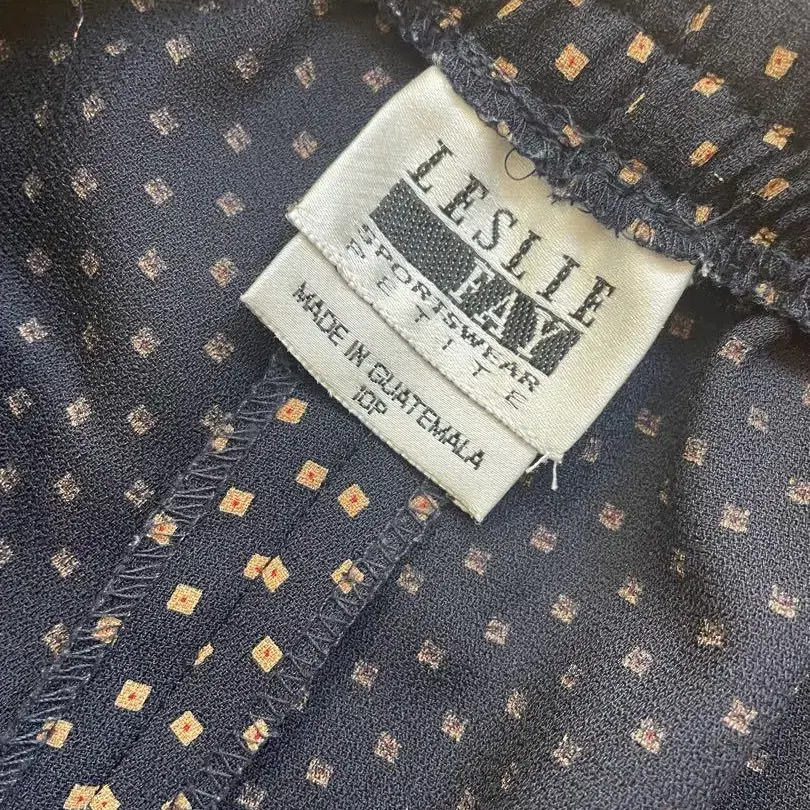 LESLIE
FAY
SPORTSWEAR
PETITE
MADE IN GUATEMALA
10P